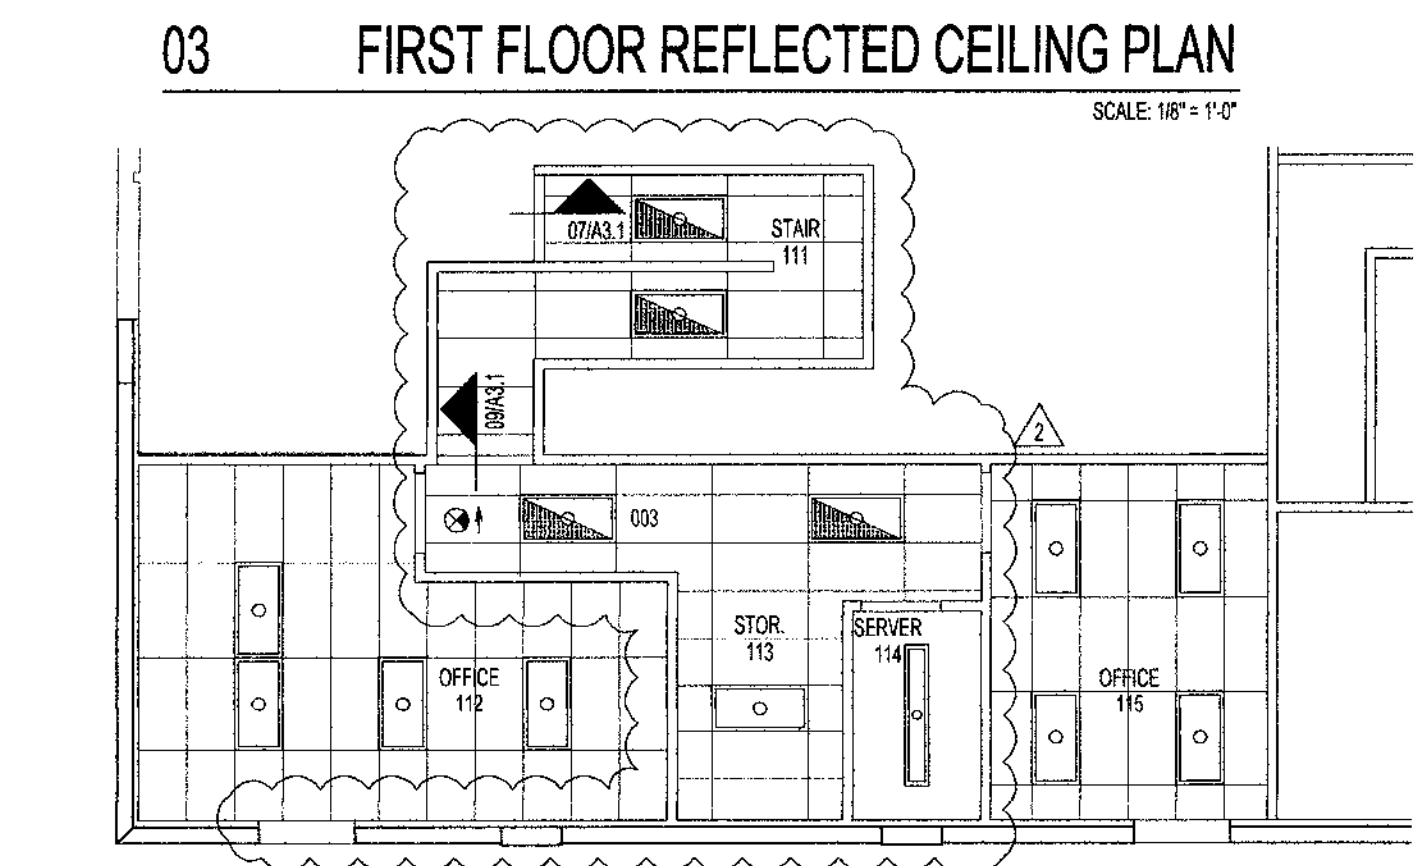 03 FIRST FLOOR REFLECTED CEILING PLAN
SCALE: 1/8" = 1'-0"
07/A3.1
STAIR
111
09/A3.1
2
003
STOR.
113
SERVER
114
OFFICE
112
OFFICE
115